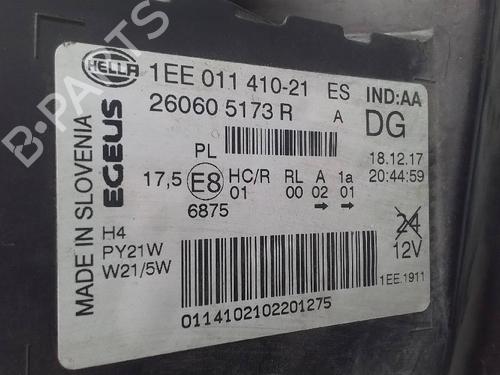 HELLA
1EE 011 410-21 ES IND:AA
26060 5173 R A DG
PL
18.12.17
20:44:59
17,5 E8 HC/R RL A 1a
01 00 02 01
6875 → →
H4
PY21W
W21/5W
24
12V
1EE.1911
0114102102201275
MADE IN SLOVENIA
EGEUS
B-PARTS